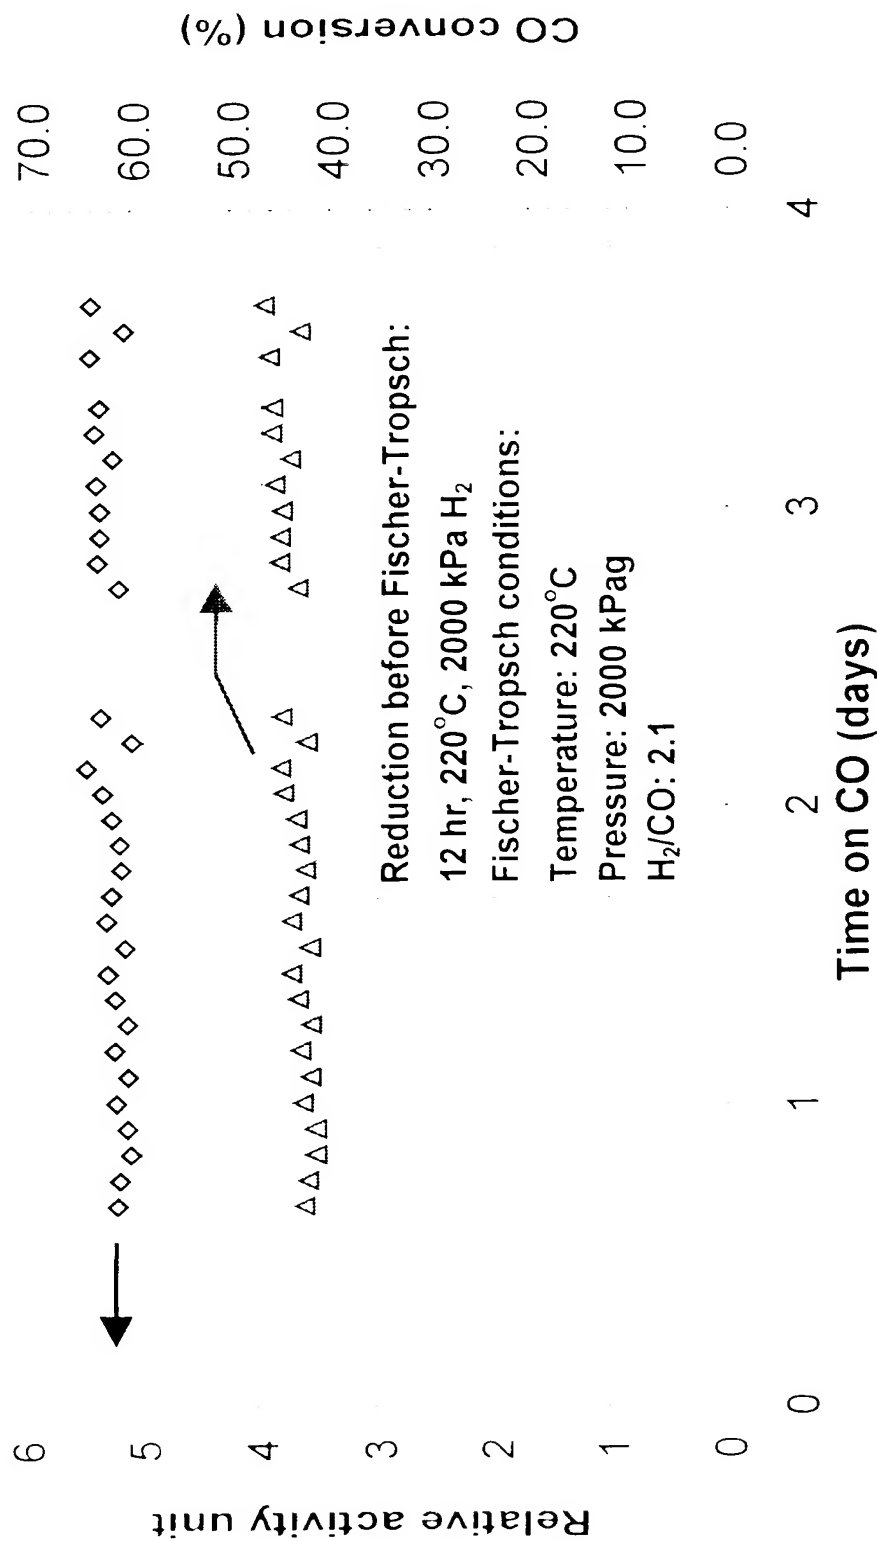 Relative activity unit
6
5
4
3
2
1
0
CO conversion (%)
70.0
60.0
50.0
40.0
30.0
20.0
10.0
0.0
Reduction before Fischer-Tropsch:
12 hr, 220°C, 2000 kPa H₂
Fischer-Tropsch conditions:
Temperature: 220°C
Pressure: 2000 kPag
H₂/CO: 2.1
0
1
2
3
4
Time on CO (days)